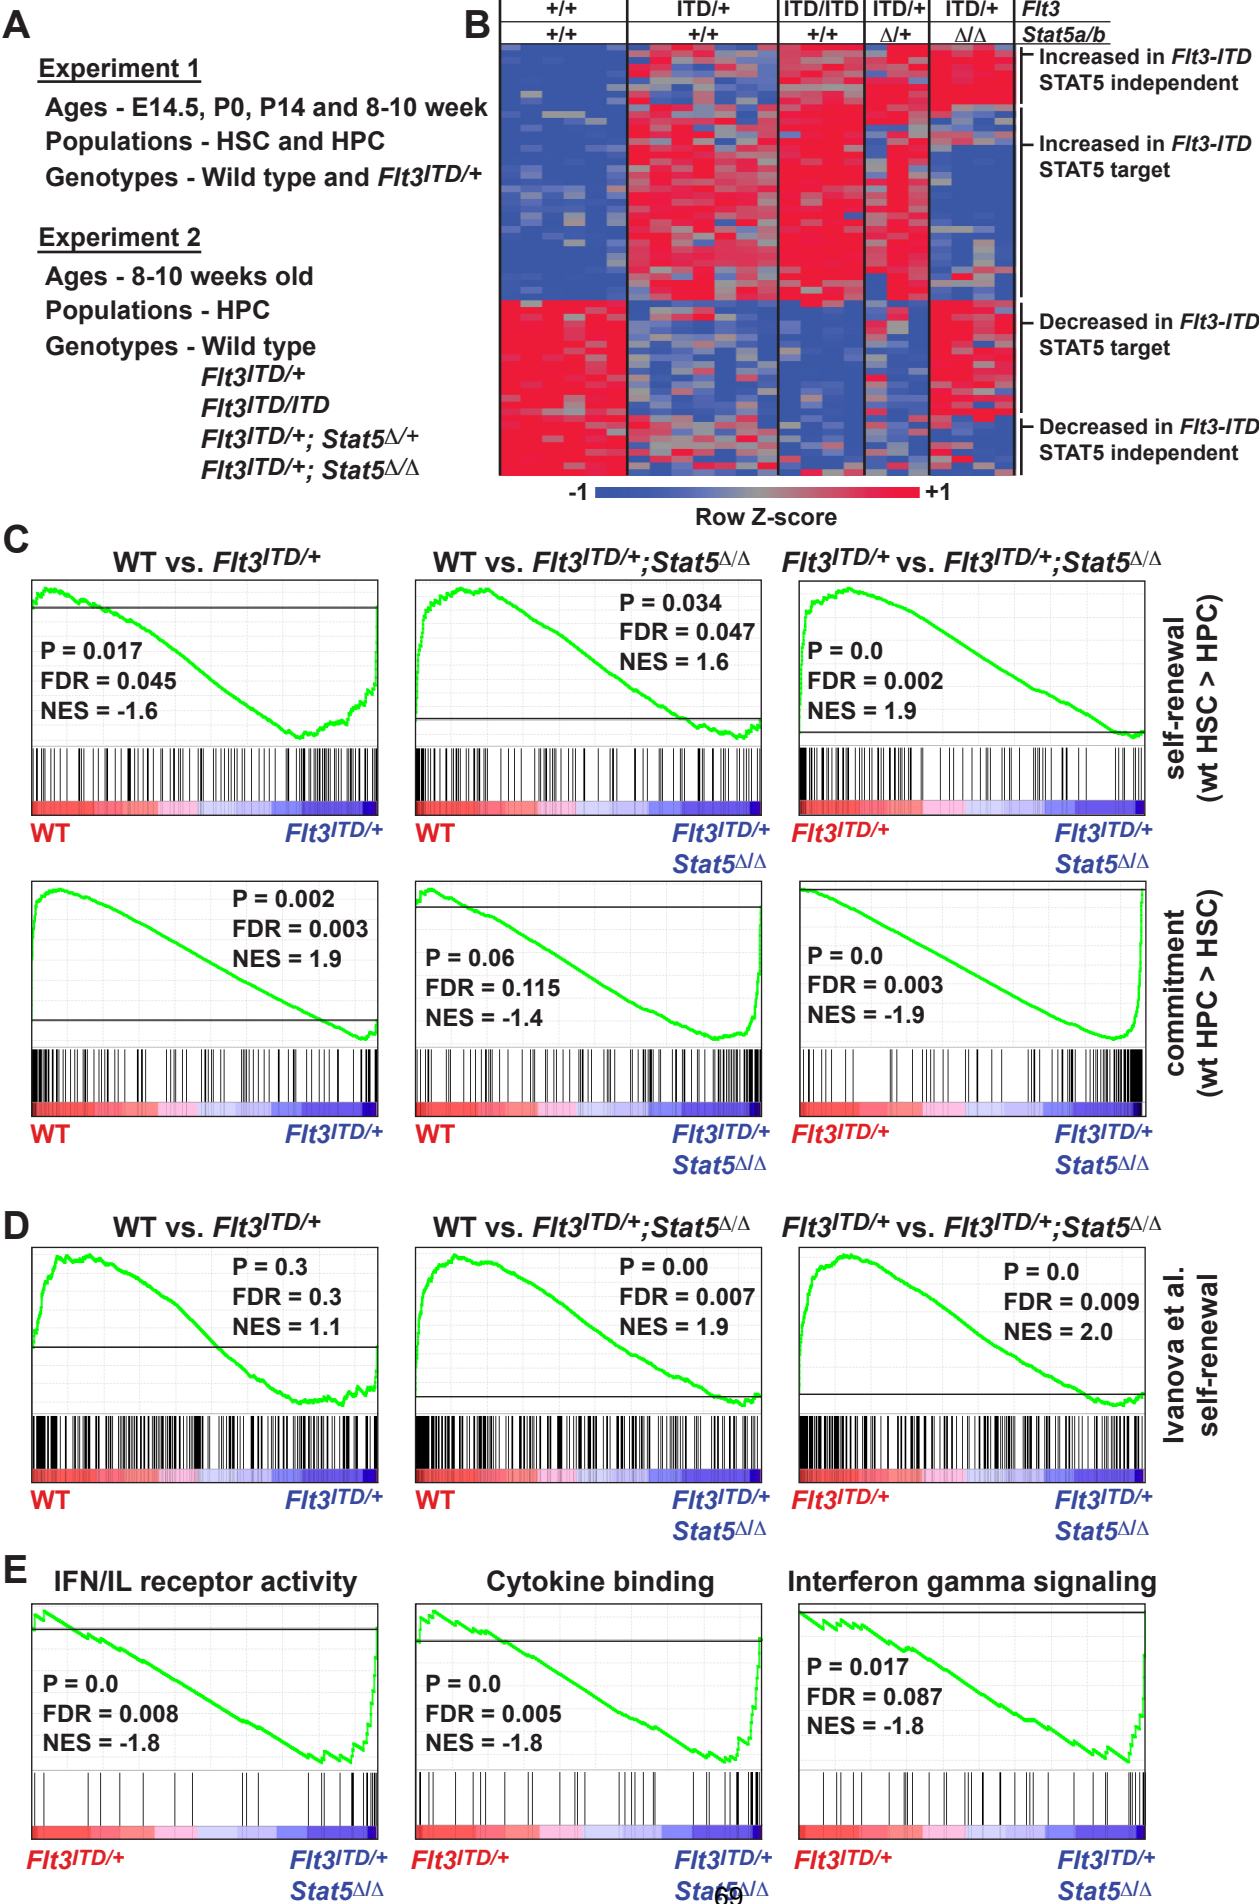 A
Experiment 1
Ages - E14.5, P0, P14 and 8-10 week
Populations - HSC and HPC
Genotypes - Wild type and Flt3ITD/+
Experiment 2
Ages - 8-10 weeks old
Populations - HPC
Genotypes - Wild type
Flt3ITD/+
Flt3ITD/ITD
Flt3ITD/+; Stat5Δ/+
Flt3ITD/+; Stat5Δ/Δ
B
+/+ ITD/+ ITD/ITD ITD/+ ITD/+ Flt3
+/+ +/+ +/+ Δ/+ Δ/Δ Stat5a/b
Increased in Flt3-ITD
STAT5 independent
Increased in Flt3-ITD
STAT5 target
Decreased in Flt3-ITD
STAT5 target
Decreased in Flt3-ITD
STAT5 independent
-1 +1
Row Z-score
C
WT vs. Flt3ITD/+
P = 0.017
FDR = 0.045
NES = -1.6
WT Flt3ITD/+
WT vs. Flt3ITD/+;Stat5Δ/Δ
P = 0.034
FDR = 0.047
NES = 1.6
WT Flt3ITD/+
Stat5Δ/Δ
Flt3ITD/+ vs. Flt3ITD/+;Stat5Δ/Δ
P = 0.0
FDR = 0.002
NES = 1.9
Flt3ITD/+ Flt3ITD/+
Stat5Δ/Δ
self-renewal
(wt HSC > HPC)
P = 0.002
FDR = 0.003
NES = 1.9
WT Flt3ITD/+
P = 0.06
FDR = 0.115
NES = -1.4
WT Flt3ITD/+
Stat5Δ/Δ
P = 0.0
FDR = 0.003
NES = -1.9
Flt3ITD/+ Flt3ITD/+
Stat5Δ/Δ
commitment
(wt HPC > HSC)
D
WT vs. Flt3ITD/+
P = 0.3
FDR = 0.3
NES = 1.1
WT Flt3ITD/+
WT vs. Flt3ITD/+;Stat5Δ/Δ
P = 0.00
FDR = 0.007
NES = 1.9
WT Flt3ITD/+
Stat5Δ/Δ
Flt3ITD/+ vs. Flt3ITD/+;Stat5Δ/Δ
P = 0.0
FDR = 0.009
NES = 2.0
Flt3ITD/+ Flt3ITD/+
Stat5Δ/Δ
Ivanova et al.
self-renewal
E
IFN/IL receptor activity
P = 0.0
FDR = 0.008
NES = -1.8
Flt3ITD/+ Flt3ITD/+
Stat5Δ/Δ
Cytokine binding
P = 0.0
FDR = 0.005
NES = -1.8
Flt3ITD/+ Flt3ITD/+
Stat5Δ/Δ
Interferon gamma signaling
P = 0.017
FDR = 0.087
NES = -1.8
Flt3ITD/+ Flt3ITD/+
Stat5Δ/Δ
69